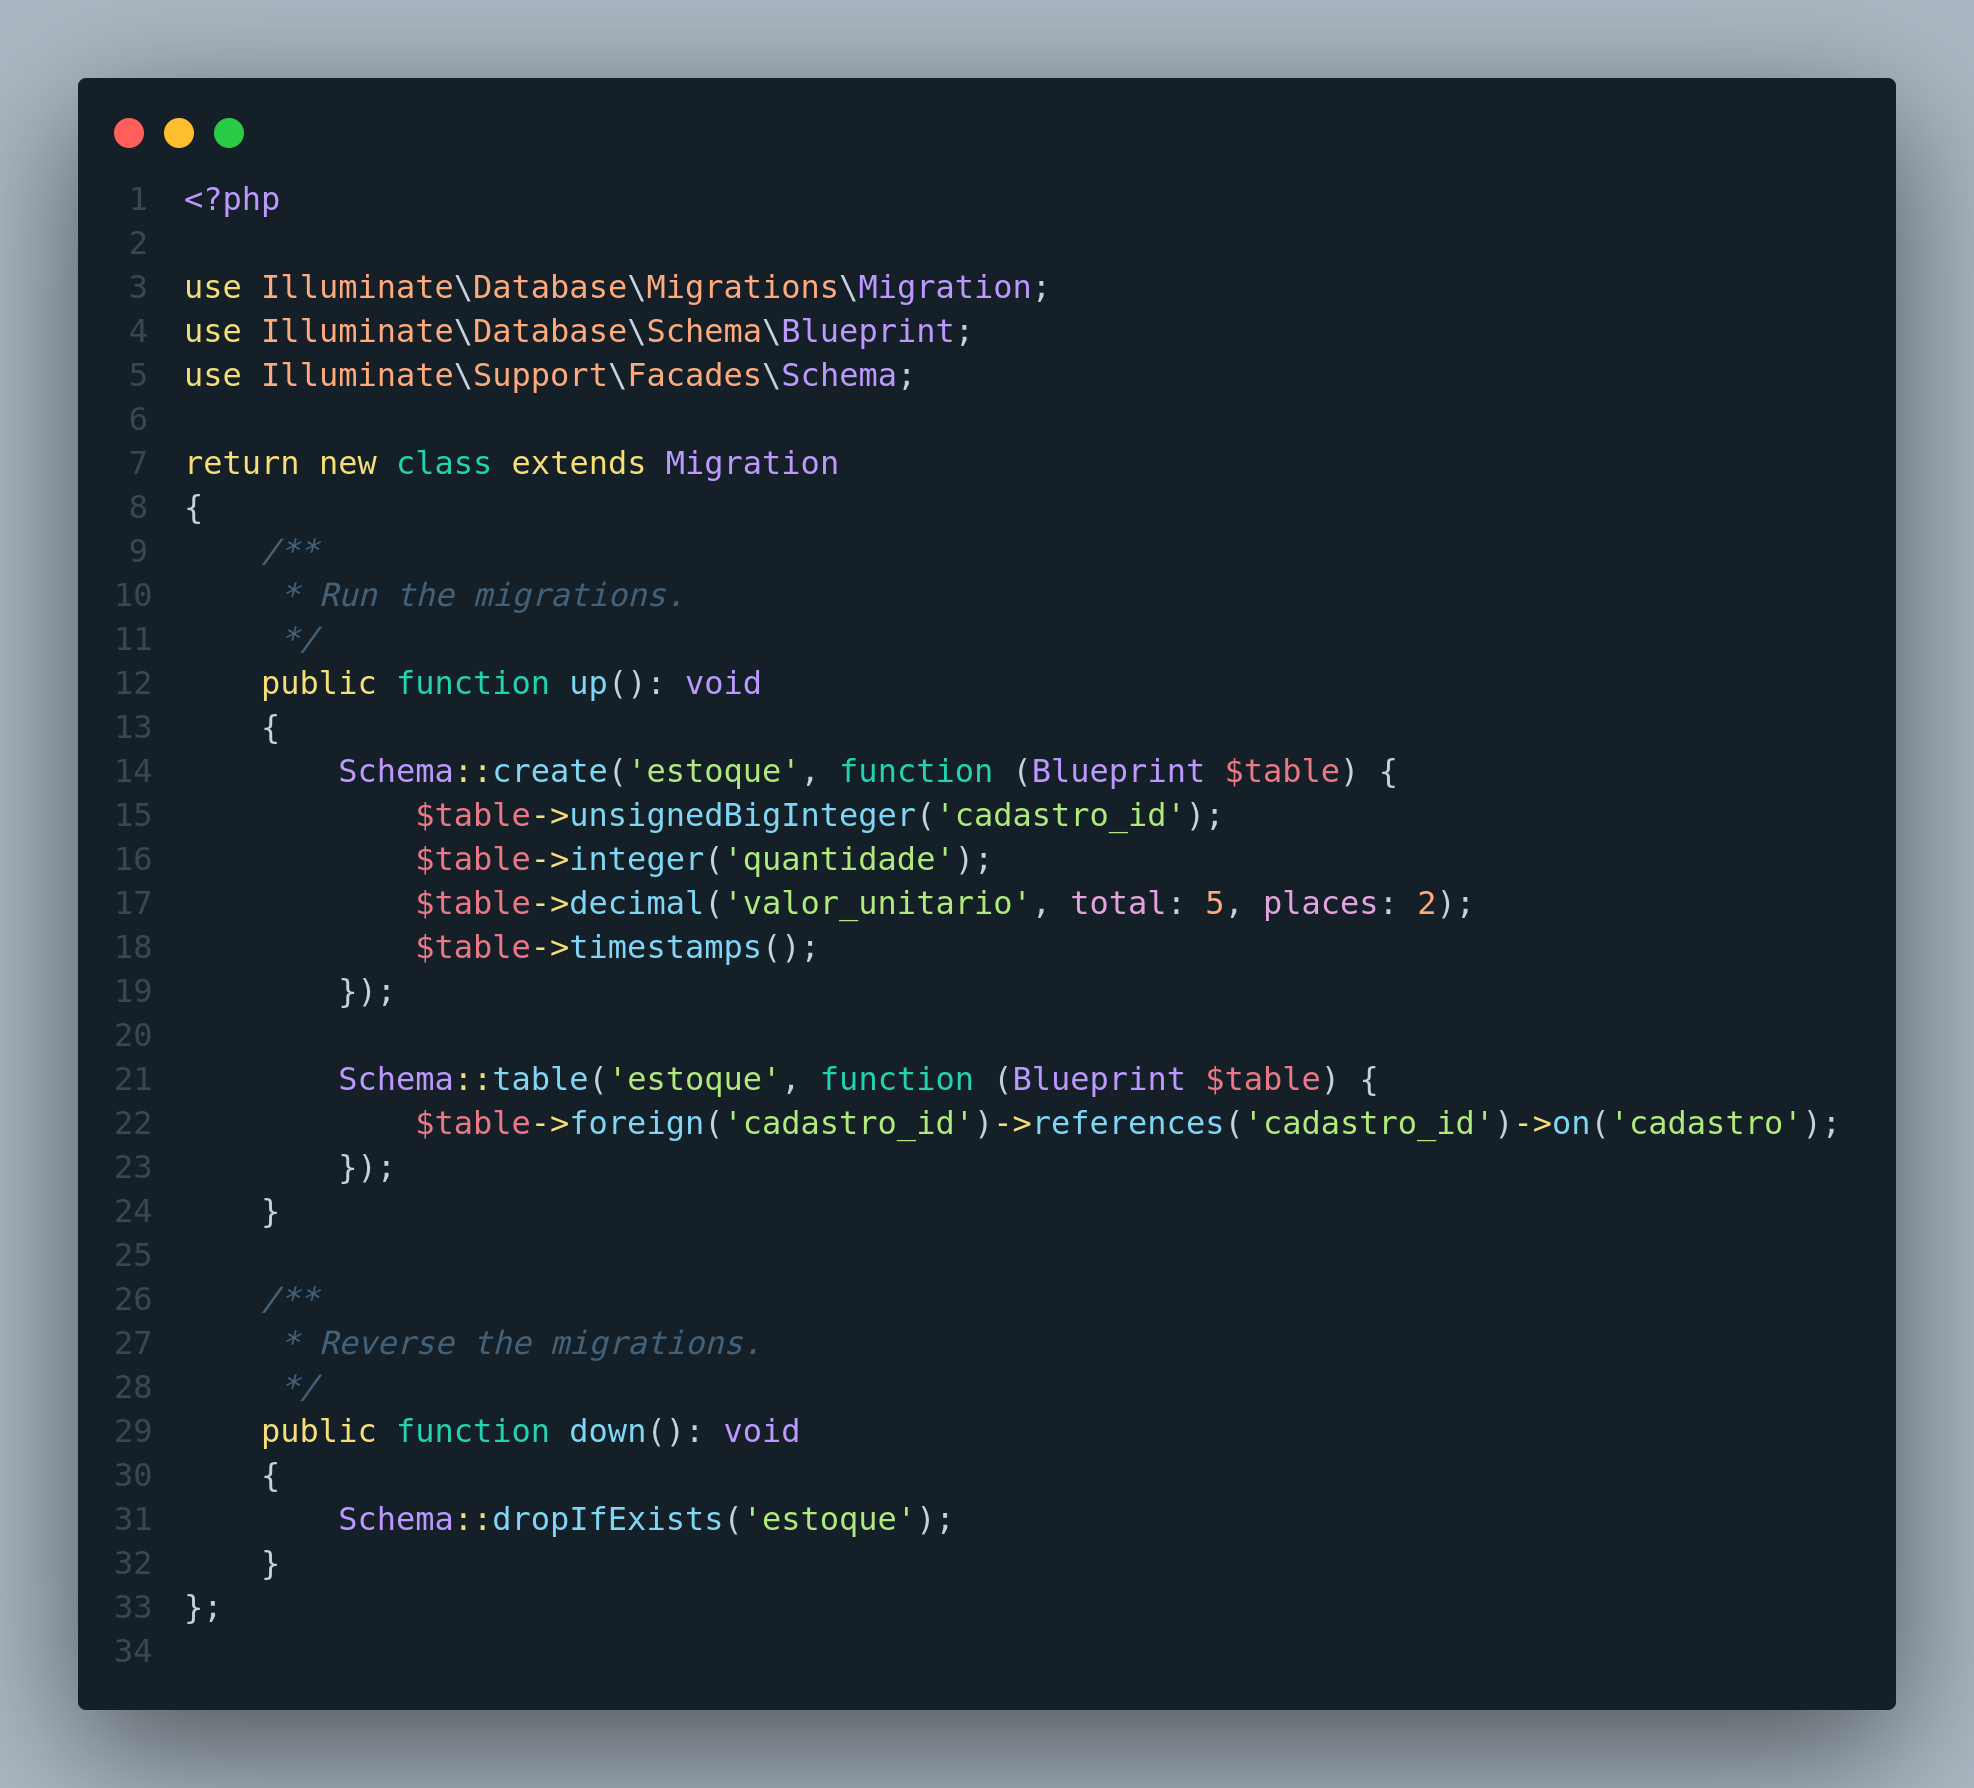 1 <?php
2
3 use Illuminate\Database\Migrations\Migration;
4 use Illuminate\Database\Schema\Blueprint;
5 use Illuminate\Support\Facades\Schema;
6
7 return new class extends Migration
8 {
9     /**
10      * Run the migrations.
11      */
12     public function up(): void
13     {
14         Schema::create('estoque', function (Blueprint $table) {
15             $table->unsignedBigInteger('cadastro_id');
16             $table->integer('quantidade');
17             $table->decimal('valor_unitario', total: 5, places: 2);
18             $table->timestamps();
19         });
20
21         Schema::table('estoque', function (Blueprint $table) {
22             $table->foreign('cadastro_id')->references('cadastro_id')->on('cadastro');
23         });
24     }
25
26     /**
27      * Reverse the migrations.
28      */
29     public function down(): void
30     {
31         Schema::dropIfExists('estoque');
32     }
33 };
34